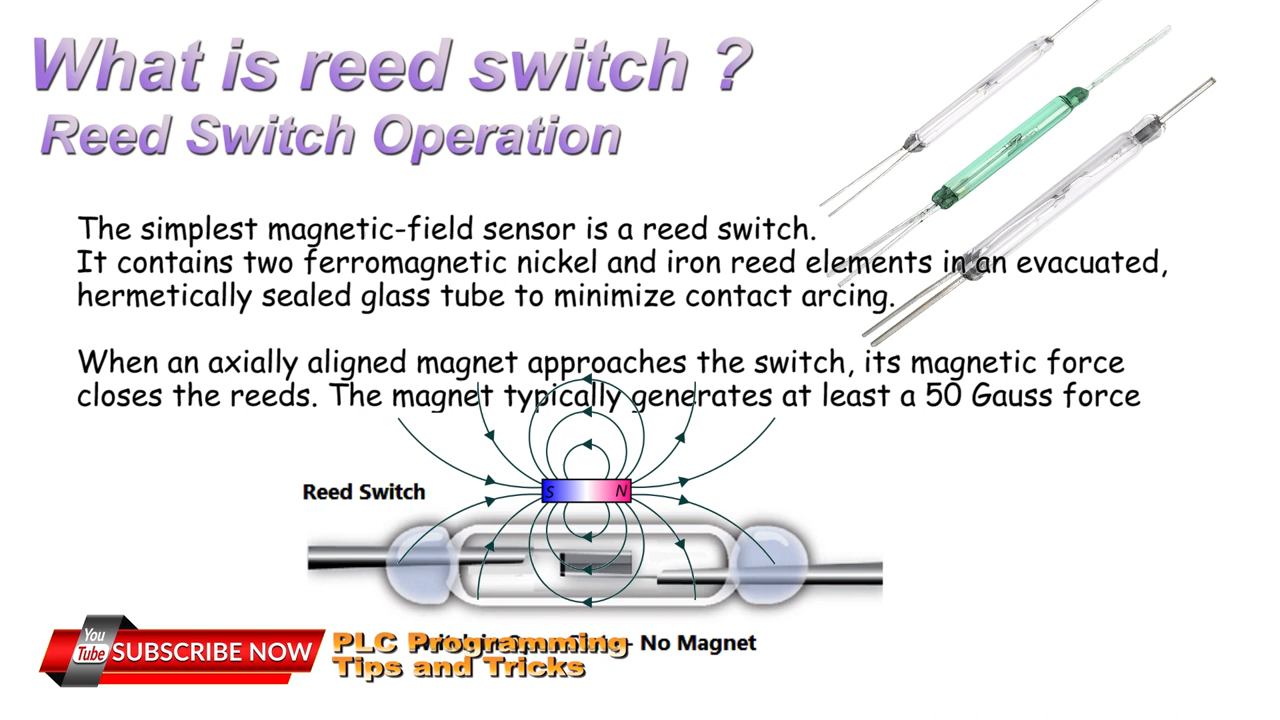 What is reed switch ?
Reed Switch Operation
The simplest magnetic-field sensor is a reed switch.
It contains two ferromagnetic nickel and iron reed elements in an evacuated,
hermetically sealed glass tube to minimize contact arcing.
When an axially aligned magnet approaches the switch, its magnetic force
closes the reeds. The magnet typically generates at least a 50 Gauss force
Reed Switch
S N
You
Tube
SUBSCRIBE NOW
PLC Programming
- No Magnet
Tips and Tricks